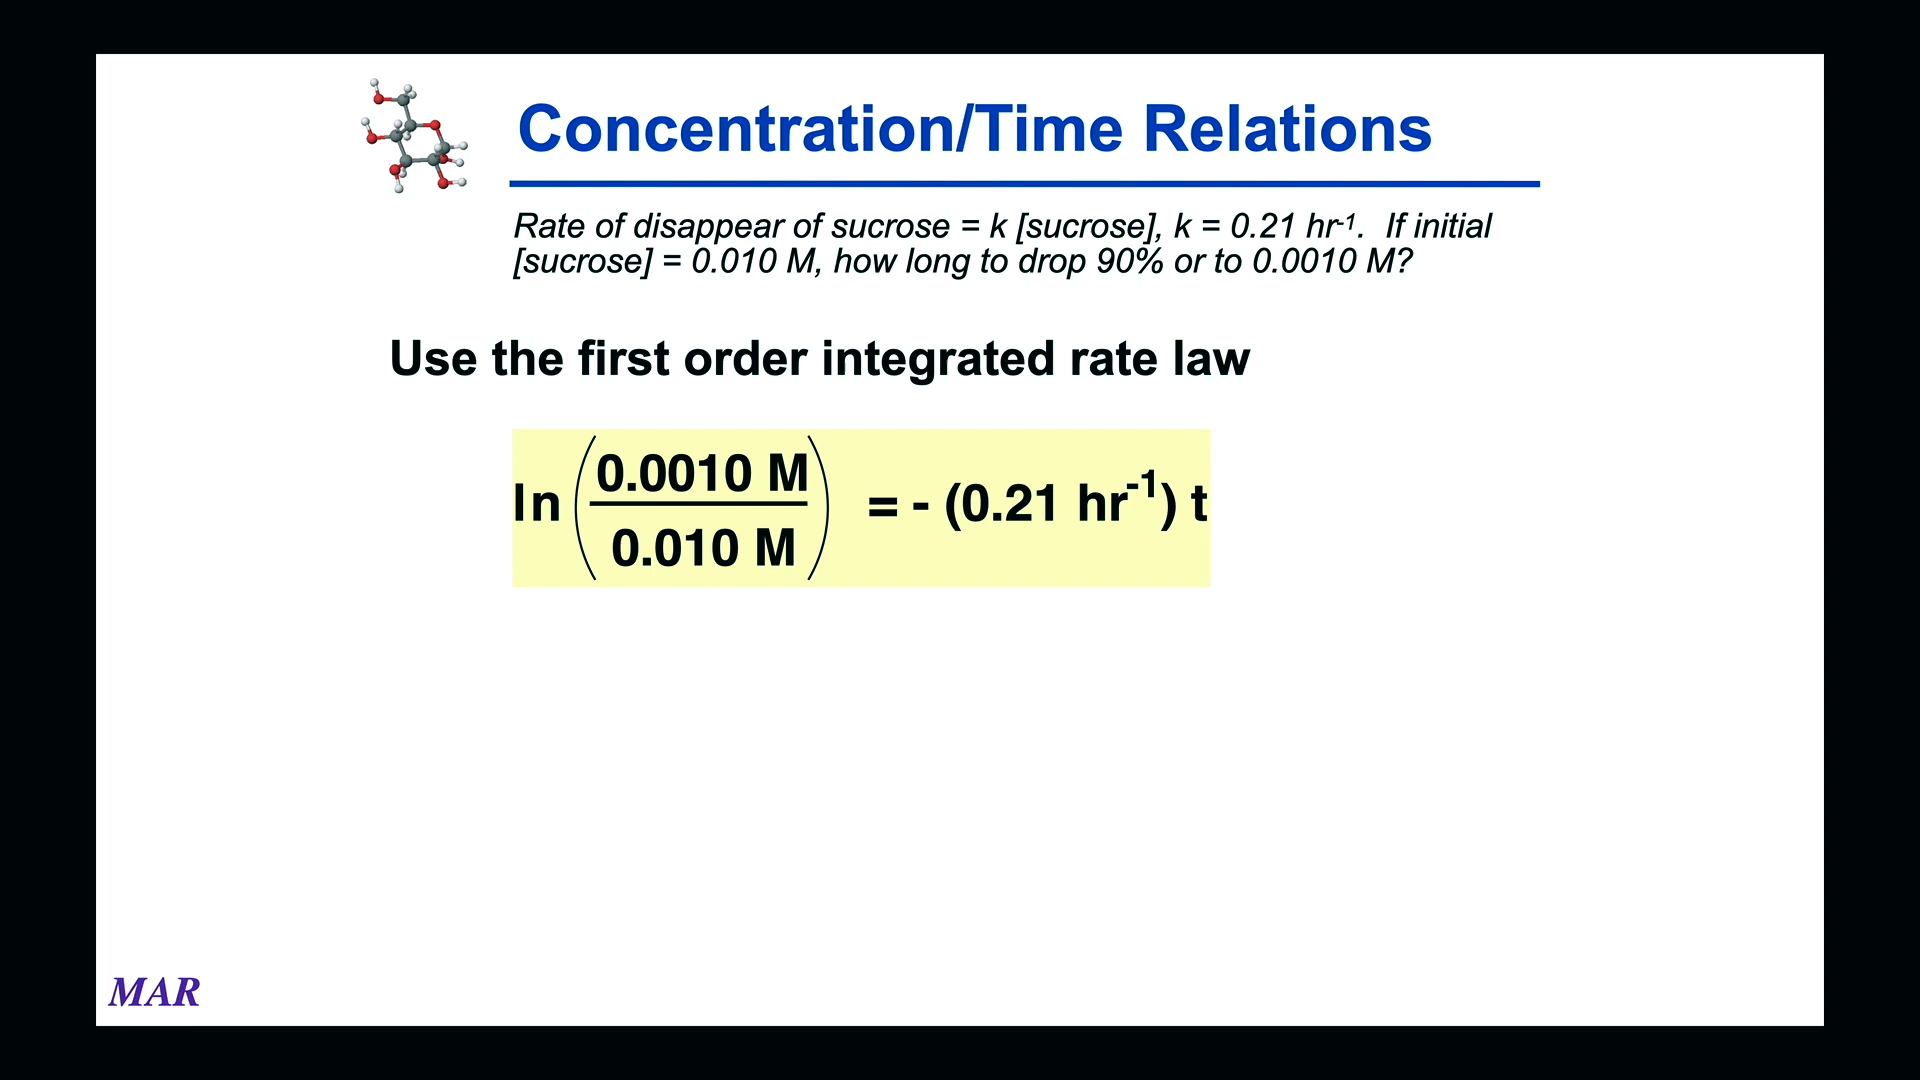 Concentration/Time Relations
Rate of disappear of sucrose = k [sucrose], k = 0.21 hr-1.  If initial
[sucrose] = 0.010 M, how long to drop 90% or to 0.0010 M?
Use the first order integrated rate law
ln (0.0010 M / 0.010 M) = - (0.21 hr-1) t
MAR